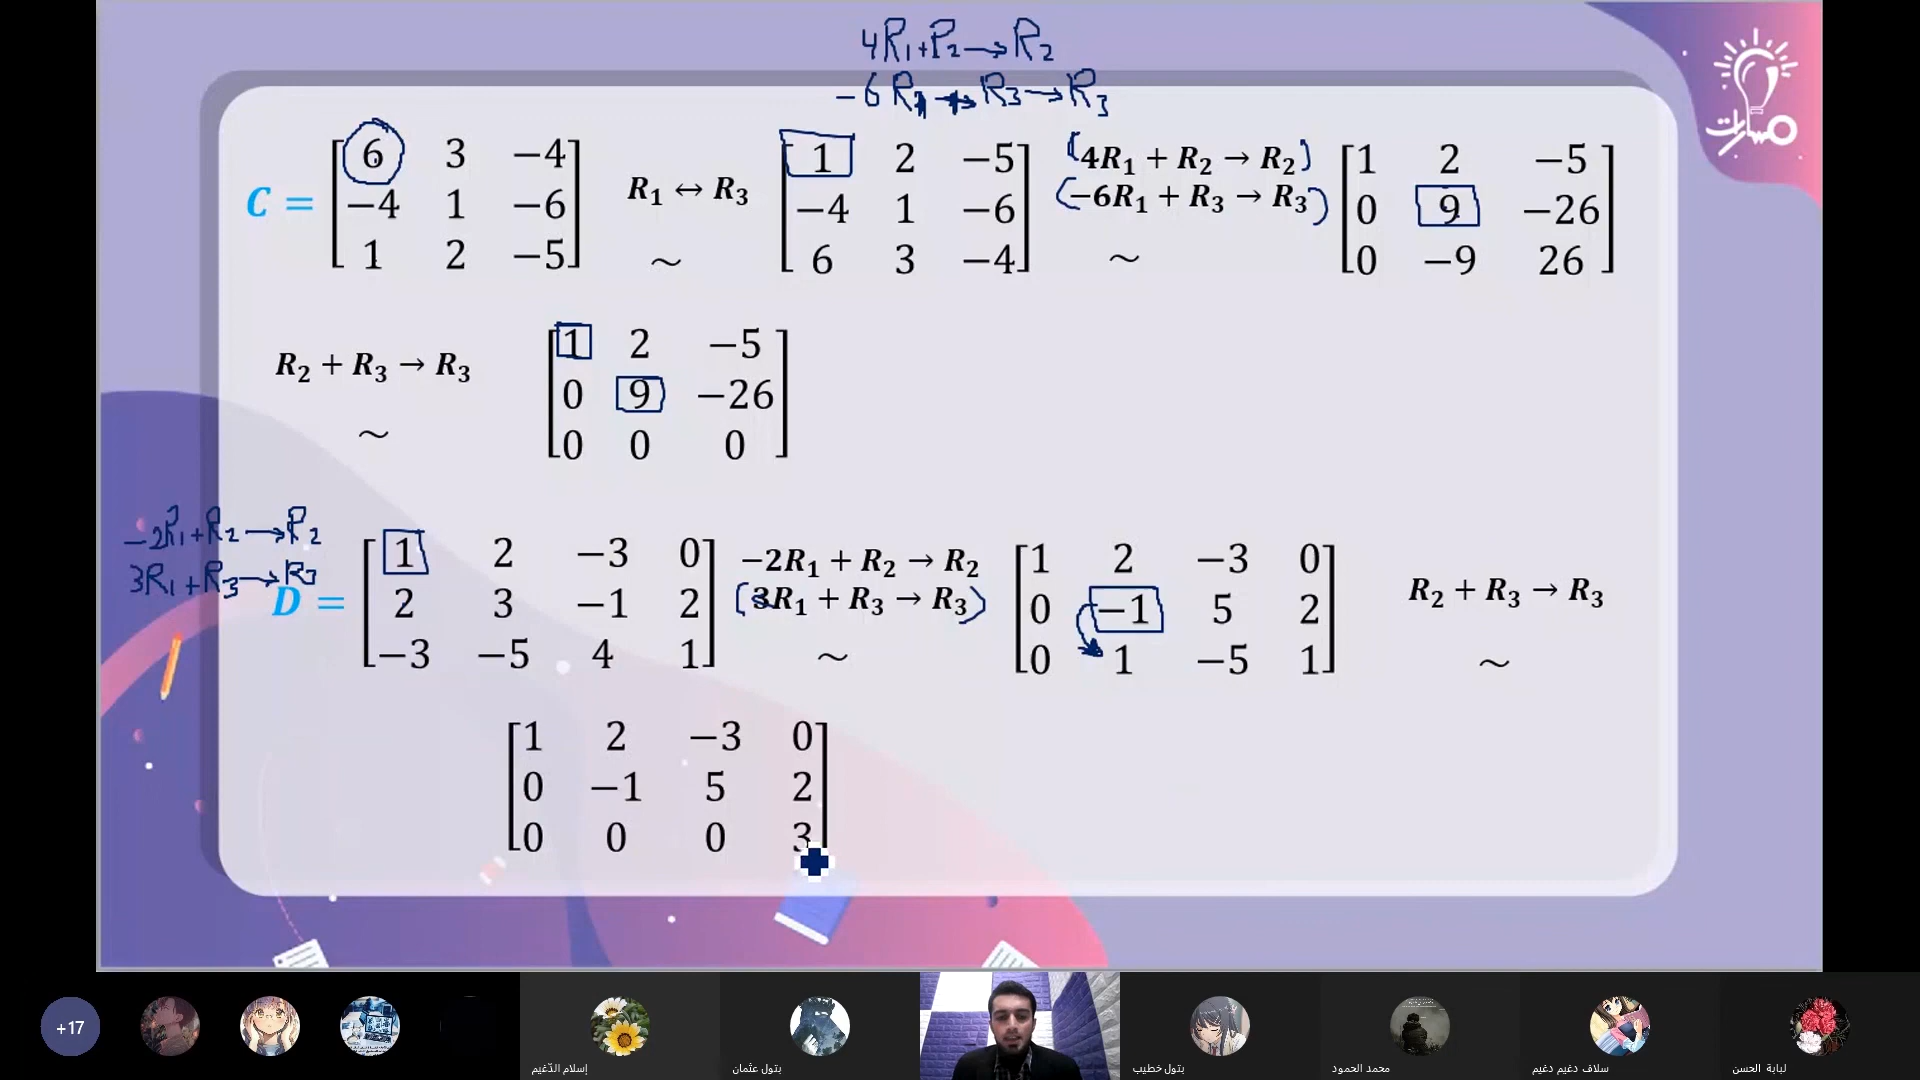 4R₁+R₂→R₂
-6R₁+R₃→R₃
مسارات
C = [6 3 −4; −4 1 −6; 1 2 −5] R₁ ↔ R₃ ~ [1 2 −5; −4 1 −6; 6 3 −4] (4R₁ + R₂ → R₂) (−6R₁ + R₃ → R₃) ~ [1 2 −5; 0 9 −26; 0 −9 26]
R₂ + R₃ → R₃ ~ [1 2 −5; 0 9 −26; 0 0 0]
-2R₁+R₂→R₂
3R₁+R₃→R₃
D = [1 2 −3 0; 2 3 −1 2; −3 −5 4 1] −2R₁ + R₂ → R₂ (3R₁ + R₃ → R₃) ~ [1 2 −3 0; 0 −1 5 2; 0 1 −5 1] R₂ + R₃ → R₃ ~
[1 2 −3 0; 0 −1 5 2; 0 0 0 3]
+17
إسلام الدّغيم
بتول عثمان
بتول خطيب
محمد الحمود
سلاف دغيم دغيم
لبابة الحسن